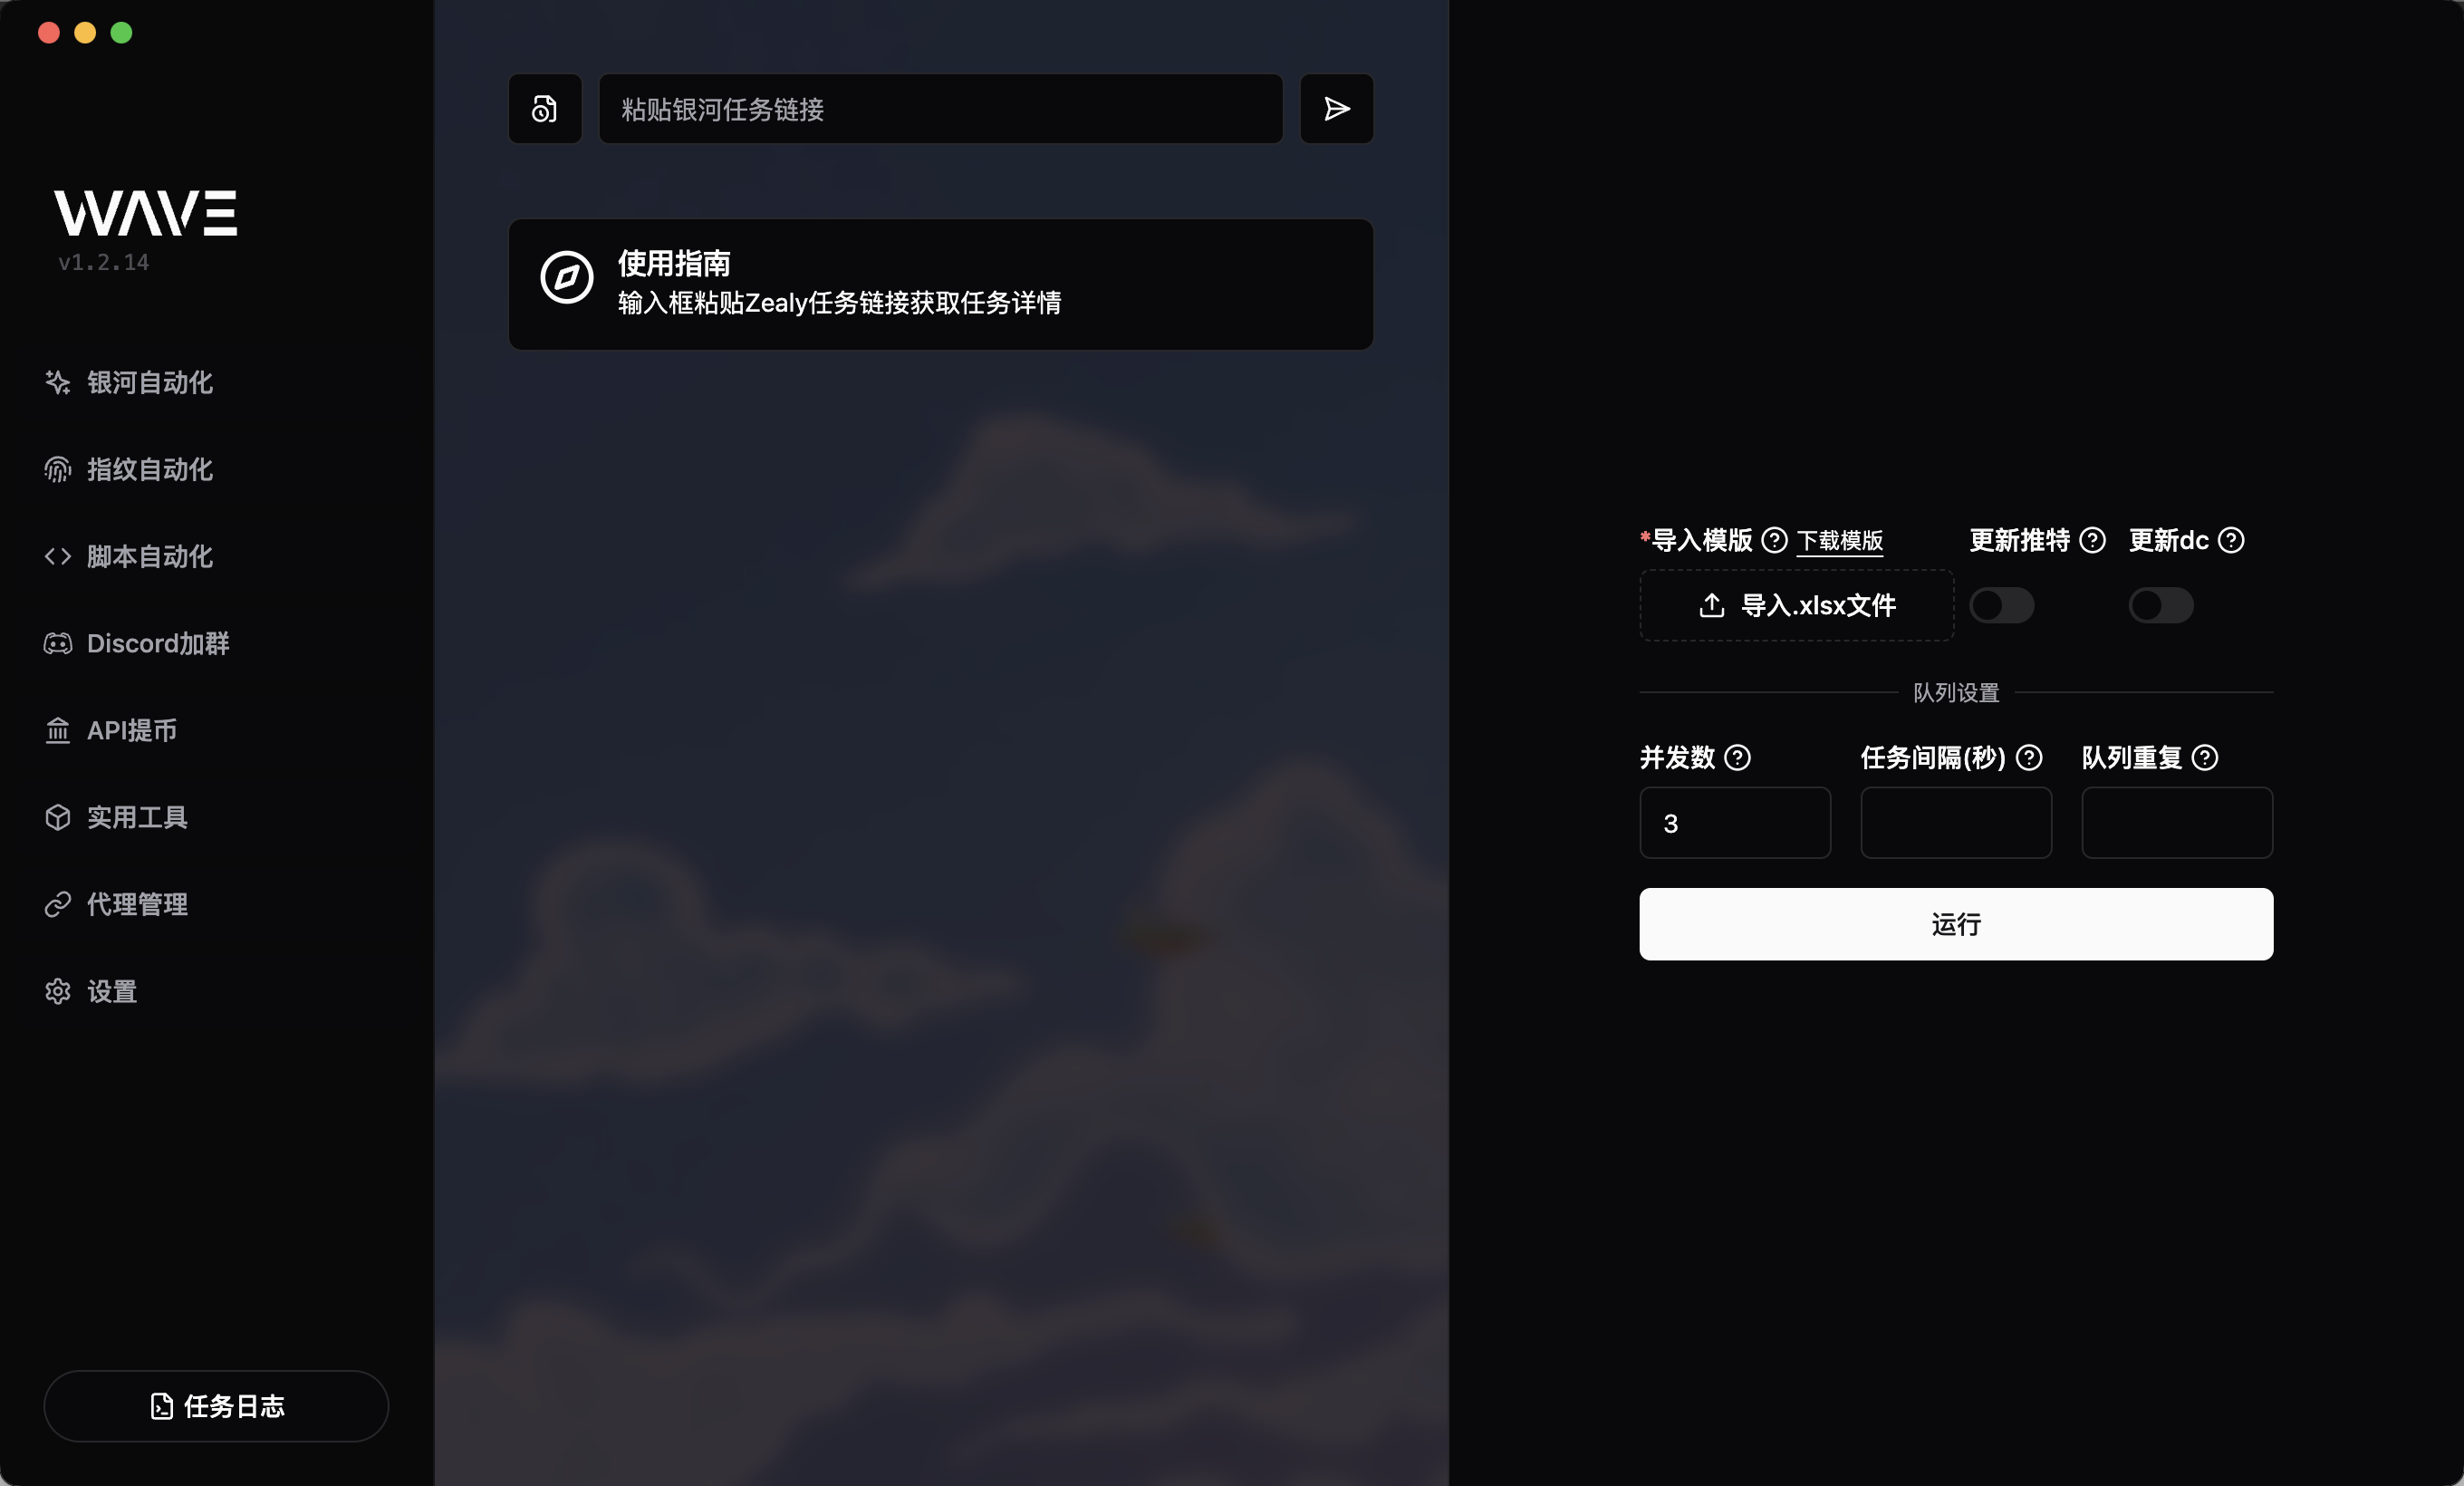 WAVE
v1.2.14
银河自动化
指纹自动化
脚本自动化
Discord加群
API提币
实用工具
代理管理
设置
任务日志
粘贴银河任务链接
使用指南
输入框粘贴Zealy任务链接获取任务详情
*导入模版 下载模版 更新推特 更新dc
导入.xlsx文件
队列设置
并发数 任务间隔(秒) 队列重复
3
运行